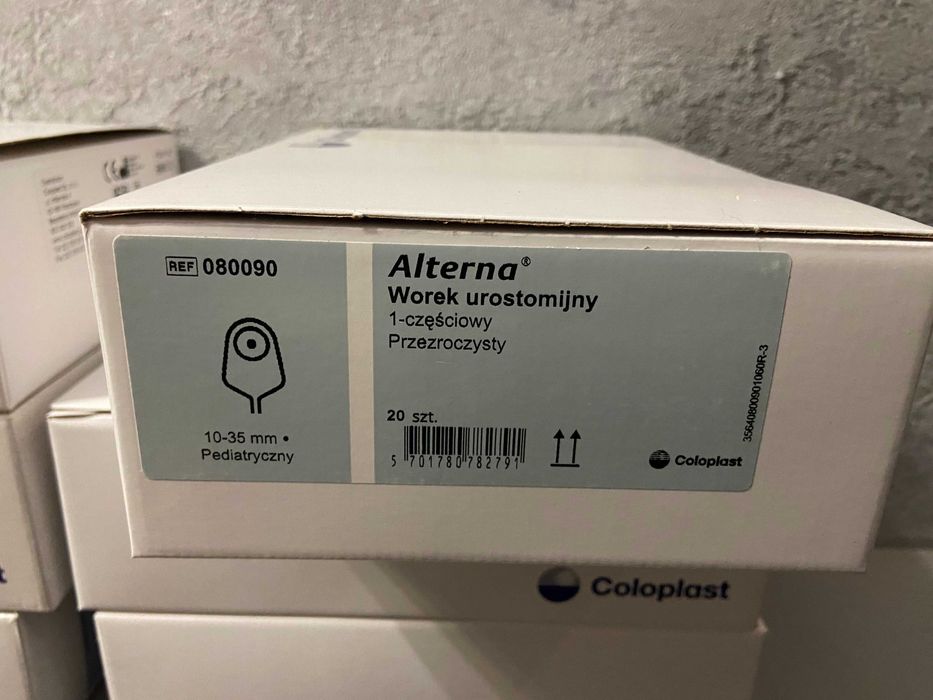 REF 080090
10-35 mm •
Pediatryczny
Alterna®
Worek urostomijny
1-częściowy
Przezroczysty
20 szt.
5 701780 782791
Coloplast
35640800901060R-3
Coloplast